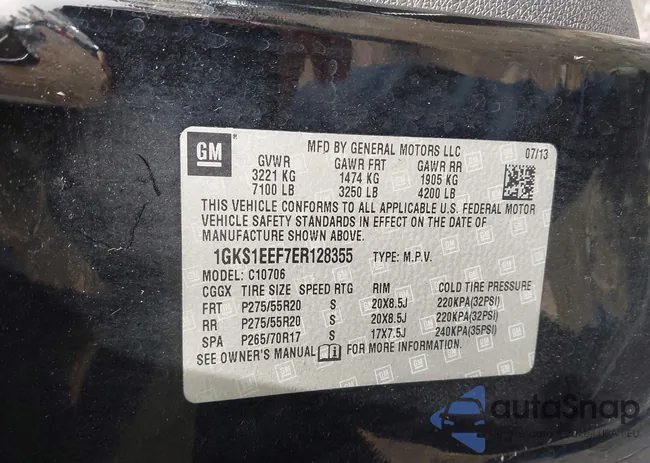 GM
MFD BY GENERAL MOTORS LLC 07/13
GVWR GAWR FRT GAWR RR
3221 KG 1474 KG 1905 KG
7100 LB 3250 LB 4200 LB
THIS VEHICLE CONFORMS TO ALL APPLICABLE U.S. FEDERAL MOTOR
VEHICLE SAFETY STANDARDS IN EFFECT ON THE DATE OF
MANUFACTURE SHOWN ABOVE.
1GKS1EEF7ER128355 TYPE: M.P.V.
MODEL: C10706
CGGX TIRE SIZE SPEED RTG RIM COLD TIRE PRESSURE
FRT P275/55R20 S 20X8.5J 220KPA(32PSI)
RR P275/55R20 S 20X8.5J 220KPA(32PSI)
SPA P265/70R17 S 17X7.5J 240KPA(35PSI)
SEE OWNER'S MANUAL FOR MORE INFORMATION.
autoSnap